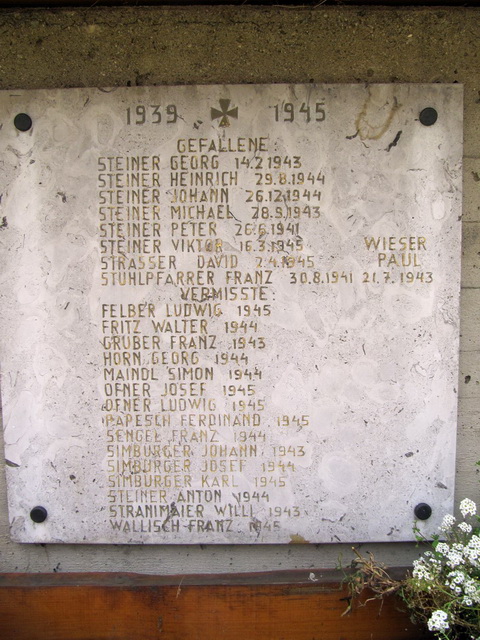 1939 1945
GEFALLENE:
STEINER GEORG 14.2.1943
STEINER HEINRICH 29.8.1944
STEINER JOHANN 26.12.1944
STEINER MICHAEL 28.9.1943
STEINER PETER 26.6.1941
STEINER VIKTOR 16.3.1945 WIESER
STRASSER DAVID 2.4.1945 PAUL
STUHLPFARRER FRANZ 30.8.1941 21.7.1943
VERMISSTE:
FELBER LUDWIG 1945
FRITZ WALTER 1944
GRUBER FRANZ 1943
HORN GEORG 1944
MAINDL SIMON 1944
OFNER JOSEF 1945
OFNER LUDWIG 1945
PAPESCH FERDINAND 1945
SENGEL FRANZ 1944
SIMBURGER JOHANN 1943
SIMBURGER JOSEF 1944
SIMBURGER KARL 1945
STEINER ANTON 1944
STRANIMAIER WILLI 1943
WALLISCH FRANZ 1945